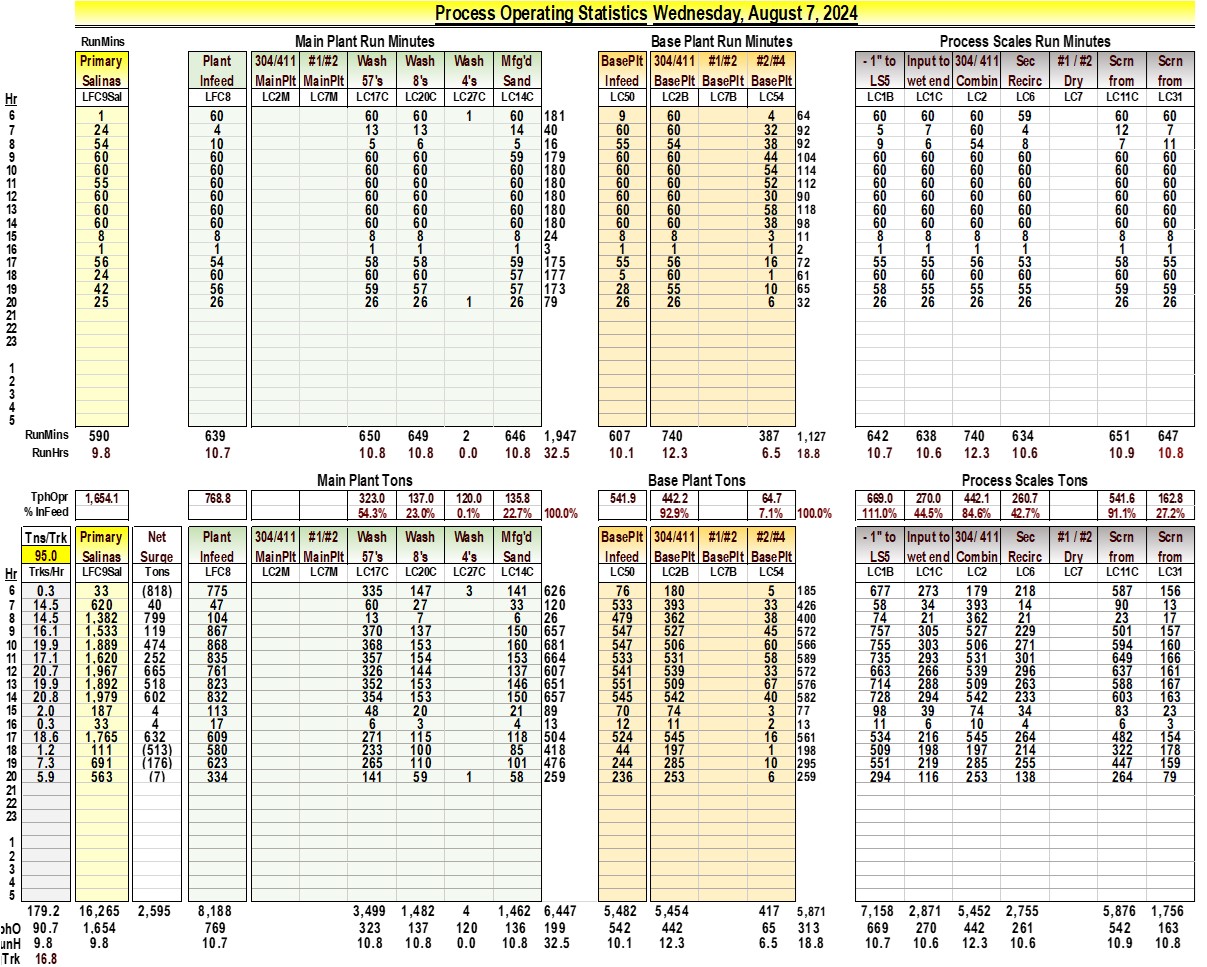 Process Operating Statistics Wednesday, August 7, 2024
RunMins Main Plant Run Minutes Base Plant Run Minutes Process Scales Run Minutes
Primary Plant 304/411 #1/#2 Wash Wash Wash Mfg'd BasePlt 304/411 #1/#2 #2/#4 - 1" to Input to 304/ 411 Sec #1 / #2 Scrn Scrn
Salinas Infeed MainPlt MainPlt 57's 8's 4's Sand Infeed BasePlt BasePlt BasePlt LS5 wet end Combin Recirc Dry from from
Hr LFC9Sal LFC8 LC2M LC7M LC17C LC20C LC27C LC14C LC50 LC2B LC7B LC54 LC1B LC1C LC2 LC6 LC7 LC11C LC31
6 1 60 60 60 1 60 181 9 60 4 64 60 60 60 59 60 60
7 24 4 13 13 14 40 60 60 32 92 5 7 60 4 12 7
8 54 10 5 6 5 16 55 54 38 92 9 6 54 8 7 11
9 60 60 60 60 59 179 60 60 44 104 60 60 60 60 60 60
10 60 60 60 60 60 180 60 60 54 114 60 60 60 60 60 60
11 55 60 60 60 60 180 60 60 52 112 60 60 60 60 60 60
12 60 60 60 60 60 180 60 60 30 90 60 60 60 60 60 60
13 60 60 60 60 60 180 60 60 58 118 60 60 60 60 60 60
14 60 60 60 60 60 180 60 60 38 98 60 60 60 60 60 60
15 8 8 8 8 8 24 8 8 3 11 8 8 8 8 8 8
16 1 1 1 1 1 3 1 1 1 2 1 1 1 1 1 1
17 56 54 58 58 59 175 55 56 16 72 55 55 56 53 58 55
18 24 60 60 60 57 177 5 60 1 61 60 60 60 60 60 60
19 42 56 59 57 57 173 28 55 10 65 58 55 55 55 59 59
20 25 26 26 26 1 26 79 26 26 6 32 26 26 26 26 26 26
21
22
23
1
2
3
4
5
RunMins 590 639 650 649 2 646 1,947 607 740 387 1,127 642 638 740 634 651 647
RunHrs 9.8 10.7 10.8 10.8 0.0 10.8 32.5 10.1 12.3 6.5 18.8 10.7 10.6 12.3 10.6 10.9 10.8
Main Plant Tons Base Plant Tons Process Scales Tons
TphOpr 1,654.1 768.8 323.0 137.0 120.0 135.8 541.9 442.2 64.7 669.0 270.0 442.1 260.7 541.6 162.8
% InFeed 54.3% 23.0% 0.1% 22.7% 100.0% 92.9% 7.1% 100.0% 111.0% 44.5% 84.6% 42.7% 91.1% 27.2%
Tns/Trk Primary Net Plant 304/411 #1/#2 Wash Wash Wash Mfg'd BasePlt 304/411 #1/#2 #2/#4 - 1" to Input to 304/ 411 Sec #1 / #2 Scrn Scrn
95.0 Salinas Surge Infeed MainPlt MainPlt 57's 8's 4's Sand Infeed BasePlt BasePlt BasePlt LS5 wet end Combin Recirc Dry from from
Hr Trks/Hr LFC9Sal Tons LFC8 LC2M LC7M LC17C LC20C LC27C LC14C LC50 LC2B LC7B LC54 LC1B LC1C LC2 LC6 LC7 LC11C LC31
6 0.3 33 (818) 775 335 147 3 141 626 76 180 5 185 677 273 179 218 587 156
7 14.5 620 40 47 60 27 33 120 533 393 33 426 58 34 393 14 90 13
8 14.5 1,382 799 104 13 7 6 26 479 362 38 400 74 21 362 21 23 17
9 16.1 1,533 119 867 370 137 150 657 547 527 45 572 757 305 527 229 501 157
10 19.9 1,889 474 868 368 153 160 681 547 506 60 566 755 303 506 271 594 160
11 17.1 1,620 252 835 357 154 153 664 533 531 58 589 735 293 531 301 649 166
12 20.7 1,967 665 761 326 144 137 607 541 539 33 572 663 266 539 296 637 161
13 19.9 1,892 518 823 352 153 146 651 551 509 67 576 714 288 509 263 588 167
14 20.8 1,979 602 832 354 153 150 657 545 542 40 582 728 294 542 233 603 163
15 2.0 187 4 113 48 20 21 89 70 74 3 77 98 39 74 34 83 23
16 0.3 33 4 17 6 3 4 13 12 11 2 13 11 6 10 4 6 3
17 18.6 1,765 632 609 271 115 118 504 524 545 16 561 534 216 545 264 482 154
18 1.2 111 (513) 580 233 100 85 418 44 197 1 198 509 198 197 214 322 178
19 7.3 691 (176) 623 265 110 101 476 244 285 10 295 551 219 285 255 447 159
20 5.9 563 (7) 334 141 59 1 58 259 236 253 6 259 294 116 253 138 264 79
21
22
23
1
2
3
4
5
179.2 16,265 2,595 8,188 3,499 1,482 4 1,462 6,447 5,482 5,454 417 5,871 7,158 2,871 5,452 2,755 5,876 1,756
phO 90.7 1,654 769 323 137 120 136 199 542 442 65 313 669 270 442 261 542 163
unH 9.8 9.8 10.7 10.8 10.8 0.0 10.8 32.5 10.1 12.3 6.5 18.8 10.7 10.6 12.3 10.6 10.9 10.8
/Trk 16.8